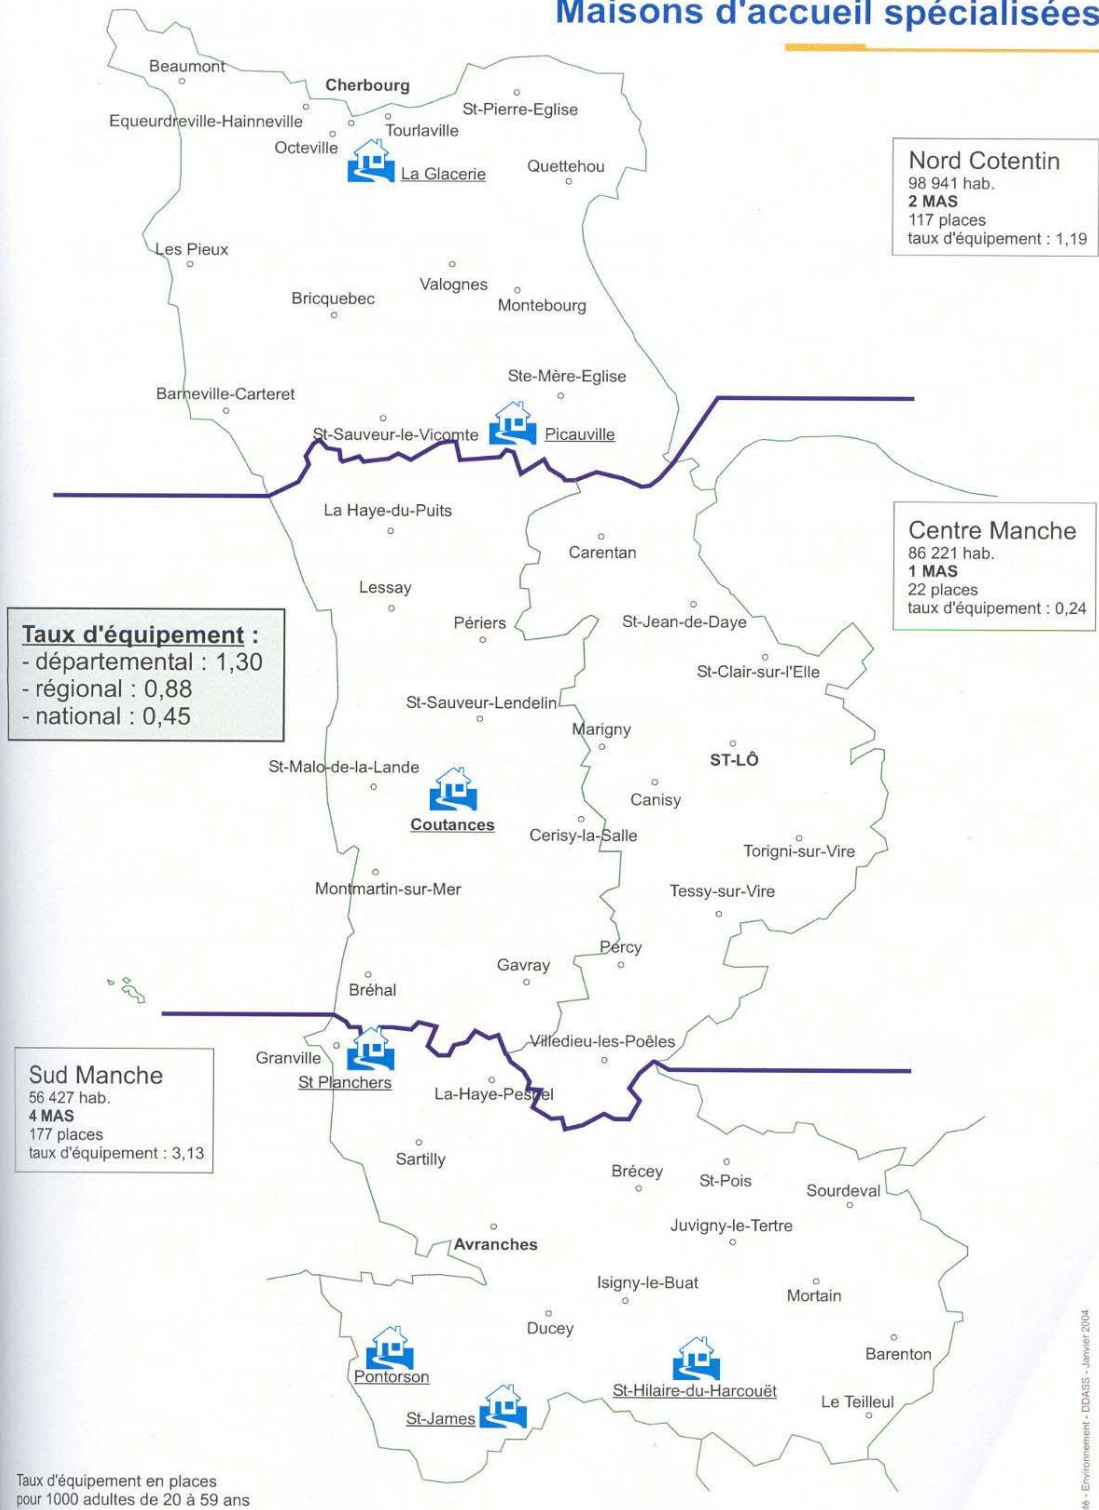 Maisons d'accueil spécialisées
Beaumont
Cherbourg
St-Pierre-Eglise
Equeurdreville-Hainneville
Tourlaville
Octeville
La Glacerie
Quettehou
Nord Cotentin
98 941 hab.
2 MAS
117 places
taux d'équipement : 1,19
Les Pieux
Valognes
Bricquebec
Montebourg
Ste-Mère-Eglise
Barneville-Carteret
St-Sauveur-le-Vicomte
Picauville
La Haye-du-Puits
Carentan
Centre Manche
86 221 hab.
1 MAS
22 places
taux d'équipement : 0,24
Lessay
Périers
St-Jean-de-Daye
Taux d'équipement :
- départemental : 1,30
- régional : 0,88
- national : 0,45
St-Clair-sur-l'Elle
St-Sauveur-Lendelin
Marigny
ST-LÔ
St-Malo-de-la-Lande
Canisy
Coutances
Cerisy-la-Salle
Torigni-sur-Vire
Montmartin-sur-Mer
Tessy-sur-Vire
Percy
Gavray
Bréhal
Villedieu-les-Poêles
Granville
St Planchers
La-Haye-Pesnel
Sud Manche
56 427 hab.
4 MAS
177 places
taux d'équipement : 3,13
Sartilly
Brécey
St-Pois
Sourdeval
Juvigny-le-Tertre
Avranches
Isigny-le-Buat
Mortain
Ducey
Barenton
Pontorson
St-Hilaire-du-Harcouët
St-James
Le Teilleul
Taux d'équipement en places
pour 1000 adultes de 20 à 59 ans
- Environnement - DDASS - Janvier 2004